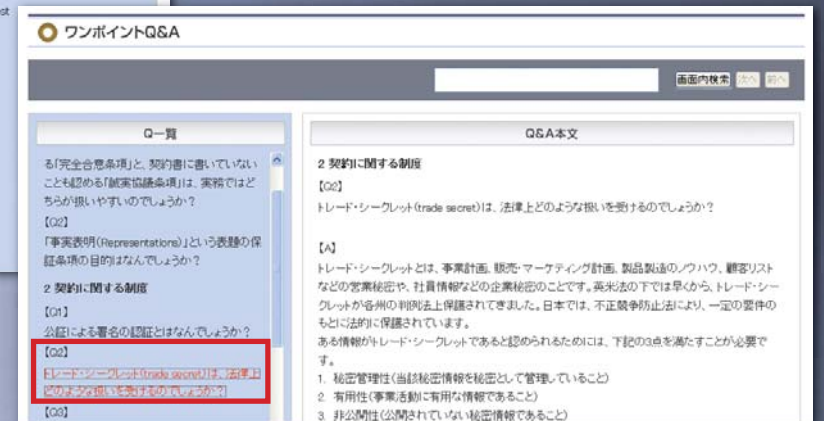 st
ワンポイントQ&A
画面内検索 次へ 前へ
Q一覧
る「完全合意条項」と、契約書に書いていない
ことも認める「誠実協議条項」は、実務ではど
ちらが扱いやすいのでしょうか？
【Q2】
「事実表明(Representations)」という表題の保
証条項の目的はなんでしょうか？
2 契約に関する制度
【Q1】
公証による署名の認証とはなんでしょうか？
【Q2】
トレード・シークレット(trade secret)は、法律上
どのような扱いを受けるのでしょうか？
【Q3】
Q&A本文
2 契約に関する制度
【Q2】
トレード・シークレット(trade secret)は、法律上どのような扱いを受けるのでしょうか？
【A】
トレード・シークレットとは、事業計画、販売・マーケティング計画、製品製造のノウハウ、顧客リスト
などの営業秘密や、社員情報などの企業秘密のことです。英米法の下では早くから、トレード・シー
クレットが各州の判例法上保護されてきました。日本では、不正競争防止法により、一定の要件の
もとに法的に保護されています。
ある情報がトレード・シークレットであると認められるためには、下記の3点を満たすことが必要で
す。
1. 秘密管理性(当該秘密情報を秘密として管理していること)
2. 有用性(事業活動に有用な情報であること)
3. 非公開性(公開されていない秘密情報であること)